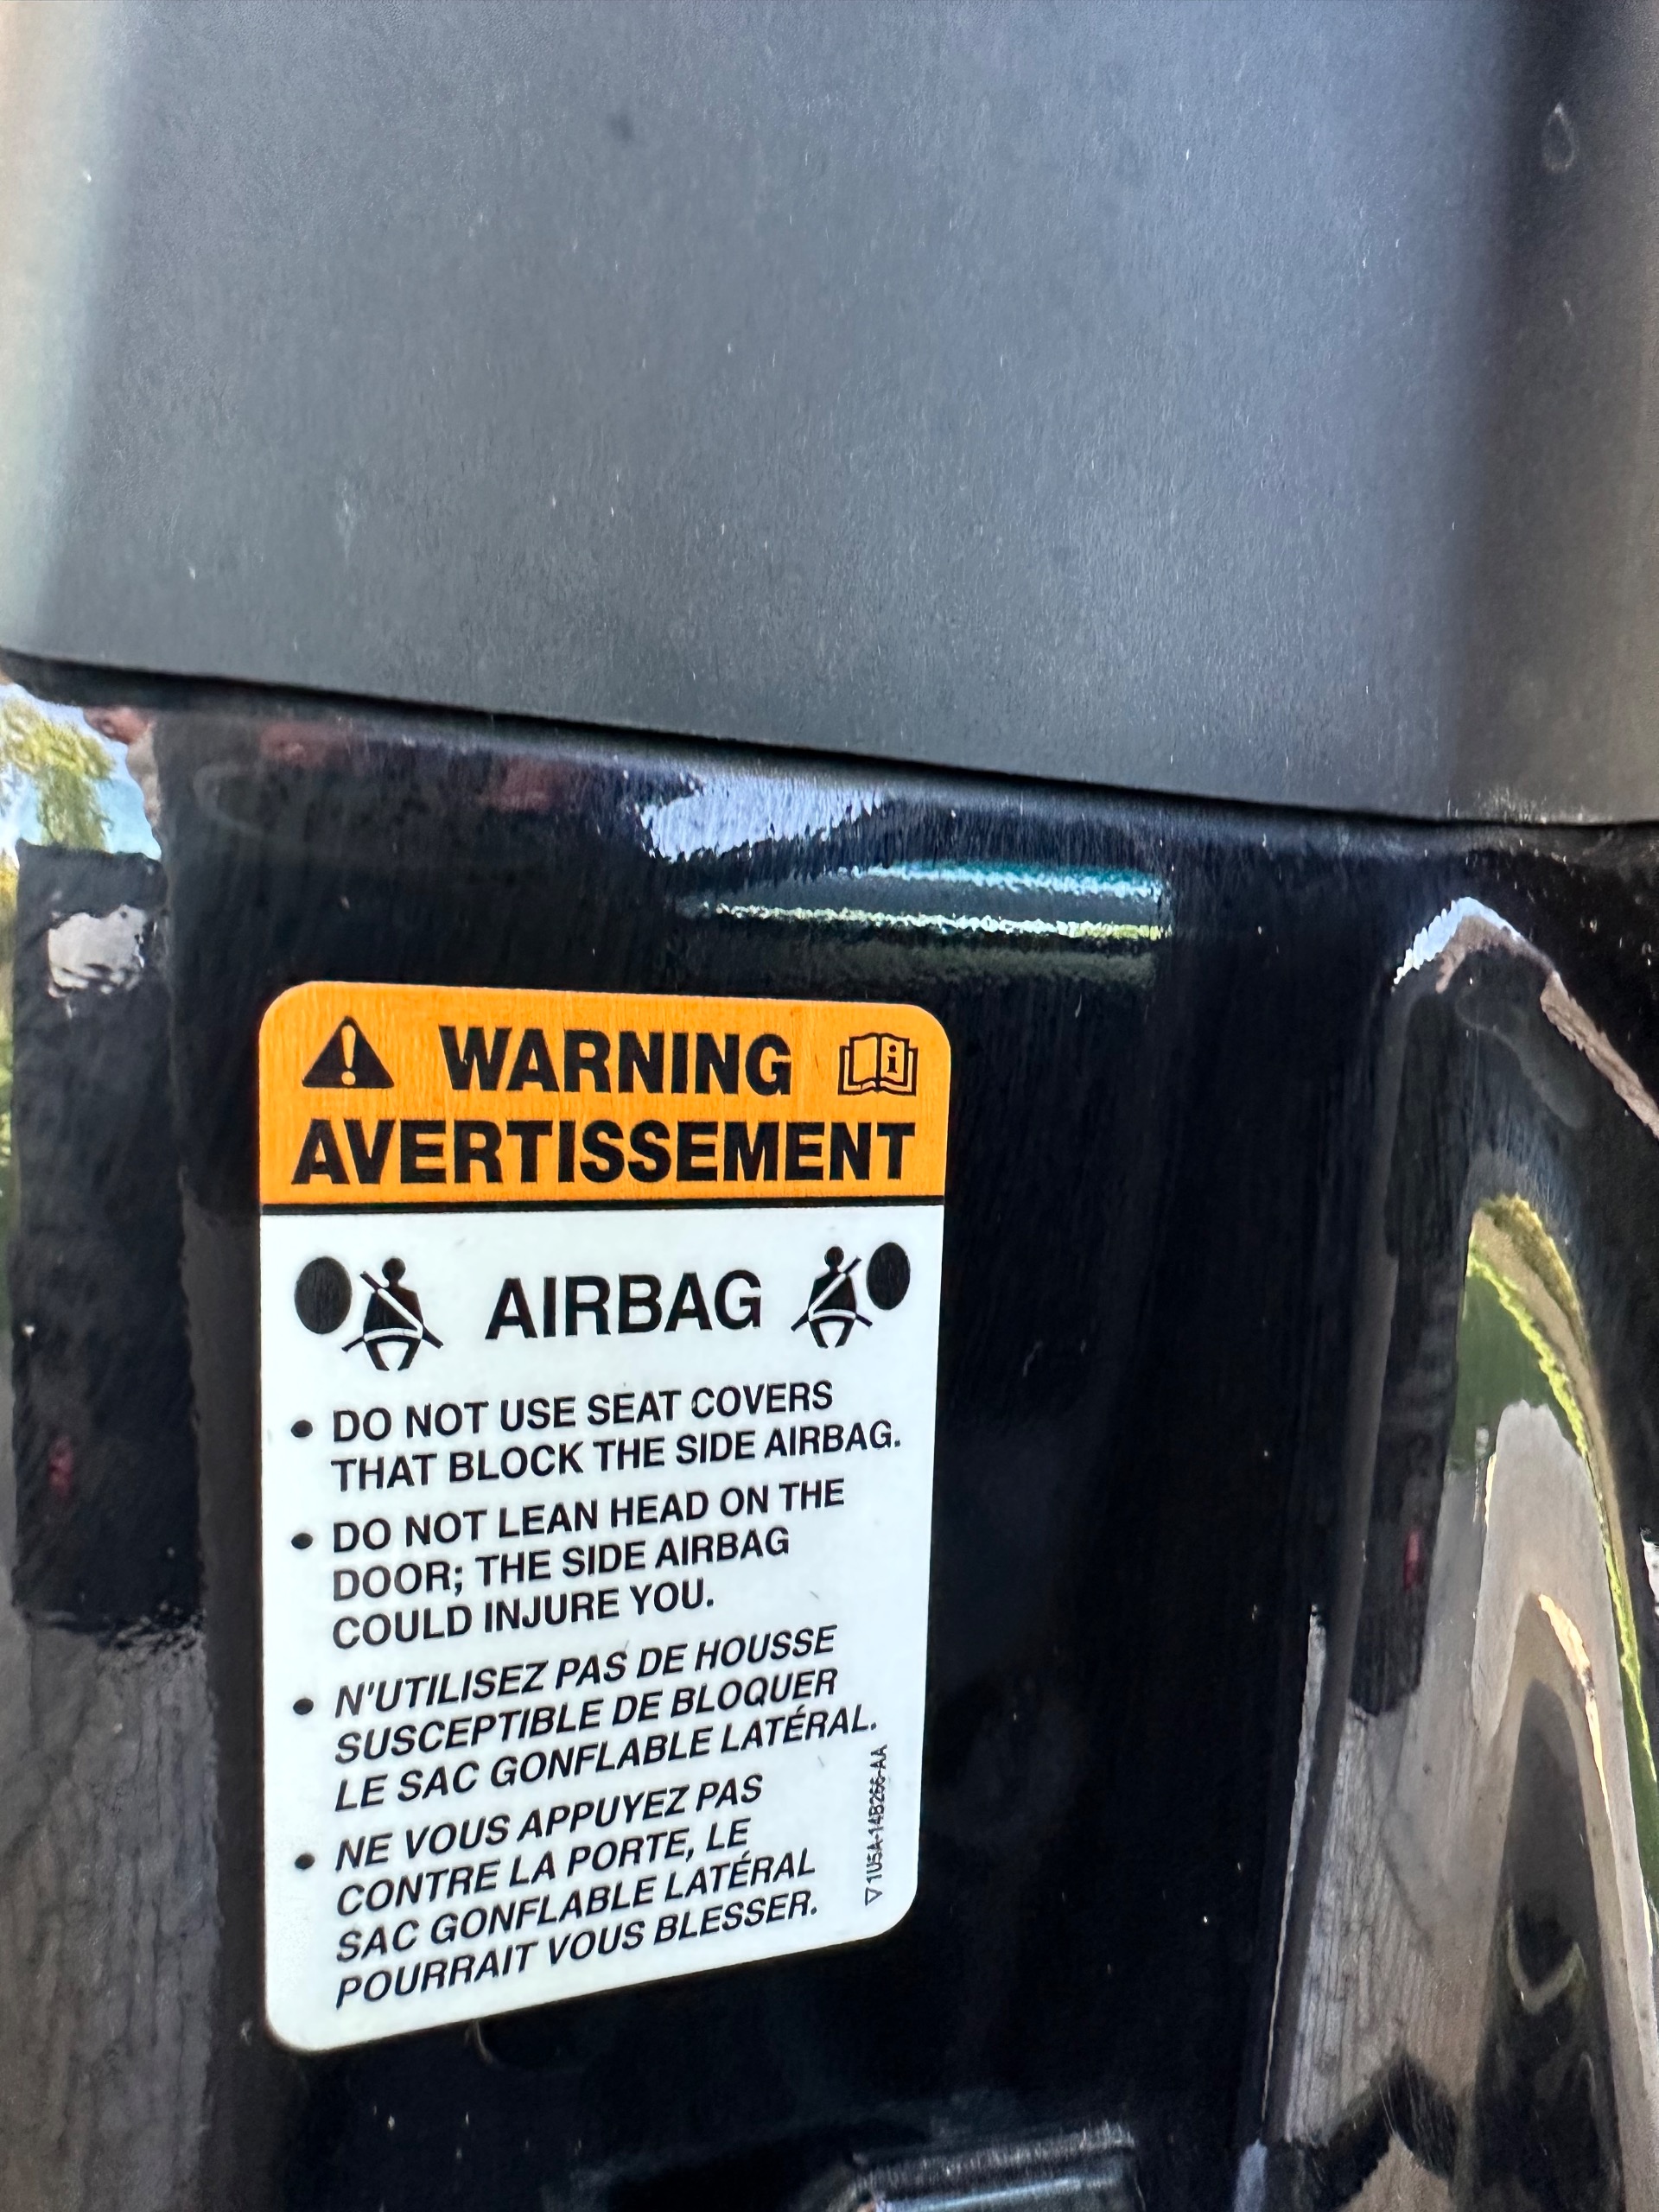 WARNING
AVERTISSEMENT
AIRBAG
• DO NOT USE SEAT COVERS
THAT BLOCK THE SIDE AIRBAG.
• DO NOT LEAN HEAD ON THE
DOOR; THE SIDE AIRBAG
COULD INJURE YOU.
• N'UTILISEZ PAS DE HOUSSE
SUSCEPTIBLE DE BLOQUER
LE SAC GONFLABLE LATÉRAL.
• NE VOUS APPUYEZ PAS
CONTRE LA PORTE, LE
SAC GONFLABLE LATÉRAL
POURRAIT VOUS BLESSER.
1U5A-14B266-AA